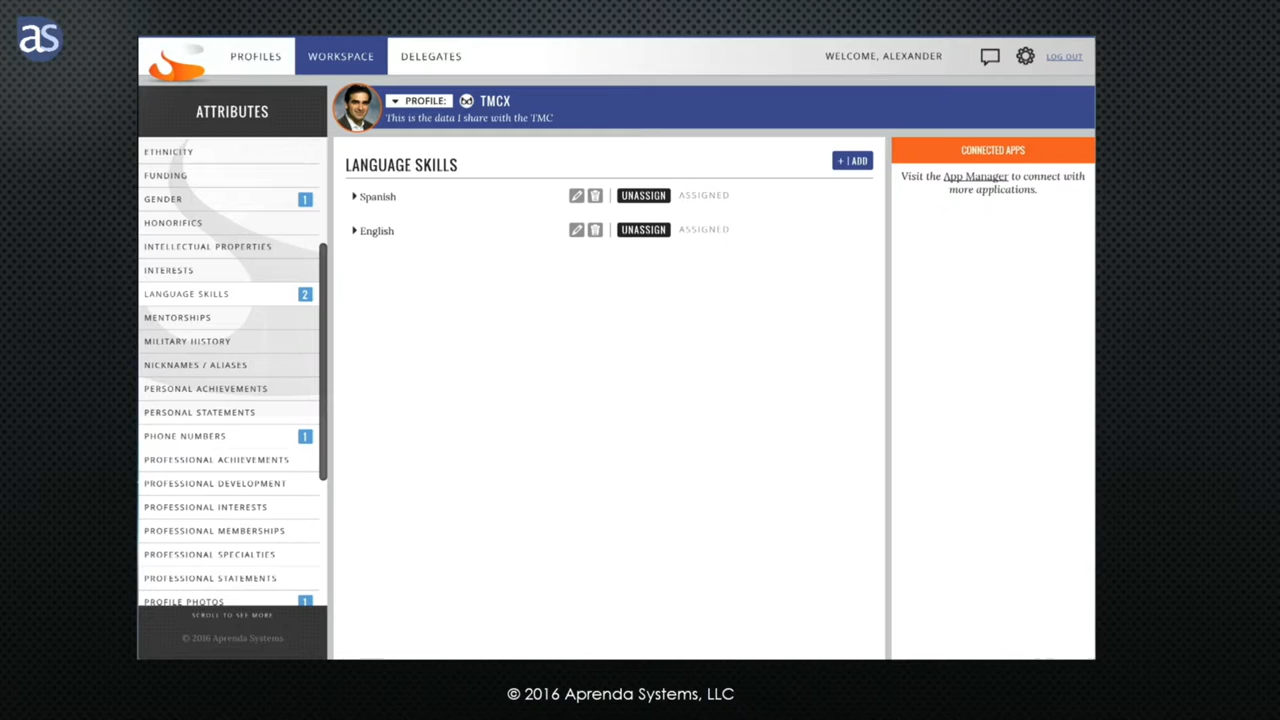 as
PROFILES
WORKSPACE
DELEGATES
WELCOME, ALEXANDER
LOG OUT
ATTRIBUTES
PROFILE:
TMCX
This is the data I share with the TMC
ETHNICITY
FUNDING
GENDER 1
HONORIFICS
INTELLECTUAL PROPERTIES
INTERESTS
LANGUAGE SKILLS 2
MENTORSHIPS
MILITARY HISTORY
NICKNAMES / ALIASES
PERSONAL ACHIEVEMENTS
PERSONAL STATEMENTS
PHONE NUMBERS 1
PROFESSIONAL ACHIEVEMENTS
PROFESSIONAL DEVELOPMENT
PROFESSIONAL INTERESTS
PROFESSIONAL MEMBERSHIPS
PROFESSIONAL SPECIALTIES
PROFESSIONAL STATEMENTS
PROFILE PHOTOS 1
SCROLL TO SEE MORE
© 2016 Aprenda Systems.
LANGUAGE SKILLS
+ | ADD
Spanish UNASSIGN ASSIGNED
English UNASSIGN ASSIGNED
CONNECTED APPS
Visit the App Manager to connect with
more applications.
© 2016 Aprenda Systems, LLC